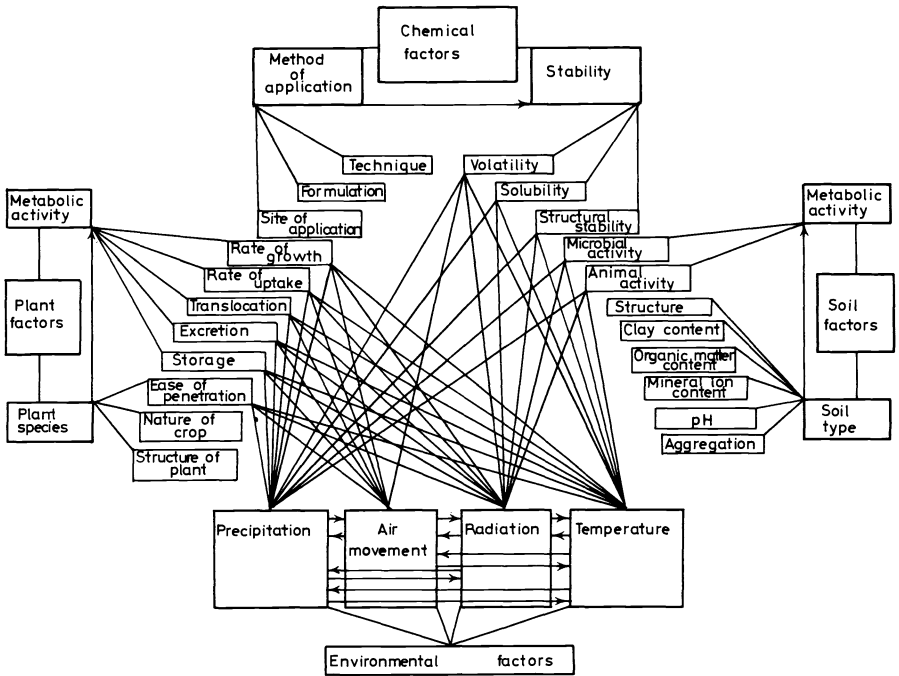 Chemical
factors
Method
of
application
Stability
Technique
Volatility
Formulation
Solubility
Metabolic
activity
Metabolic
activity
Site of
application
Structural
stability
Rate of
growth
Microbial
activity
Rate of
uptake
Animal
activity
Translocation
Structure
Plant
factors
Soil
factors
Excretion
Clay content
Storage
Organic matter
content
Ease of
penetration
Mineral ion
content
Plant
species
Nature of
crop
pH
Soil
type
Structure of
plant
Aggregation
Precipitation
Air
movement
Radiation
Temperature
Environmental factors